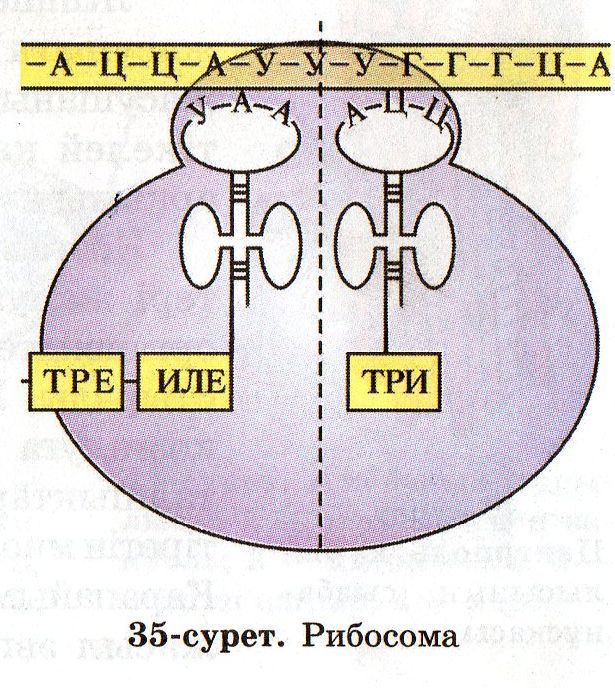 –А–Ц–Ц–А–У–У–У–Г–Г–Г–Ц–А
У–А–А А–Ц–Ц
ТРЕ ИЛЕ ТРИ
35-сурет. Рибосома